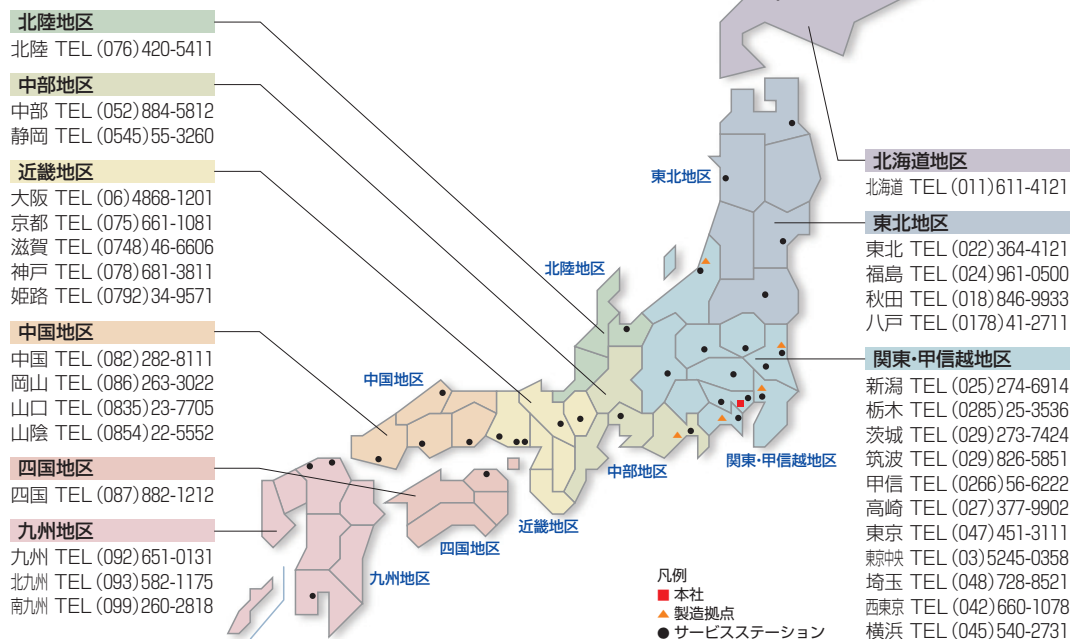 北陸地区
北陸 TEL (076)420-5411
中部地区
中部 TEL (052)884-5812
静岡 TEL (0545)55-3260
近畿地区
大阪 TEL (06)4868-1201
京都 TEL (075)661-1081
滋賀 TEL (0748)46-6606
神戸 TEL (078)681-3811
姫路 TEL (0792)34-9571
中国地区
中国 TEL (082)282-8111
岡山 TEL (086)263-3022
山口 TEL (0835)23-7705
山陰 TEL (0854)22-5552
四国地区
四国 TEL (087)882-1212
九州地区
九州 TEL (092)651-0131
北九州 TEL (093)582-1175
南九州 TEL (099)260-2818
東北地区
北陸地区
中国地区
中部地区
関東・甲信越地区
近畿地区
四国地区
九州地区
凡例
本社
製造拠点
サービスステーション
北海道地区
北海道 TEL (011)611-4121
東北地区
東北 TEL (022)364-4121
福島 TEL (024)961-0500
秋田 TEL (018)846-9933
八戸 TEL (0178)41-2711
関東・甲信越地区
新潟 TEL (025)274-6914
栃木 TEL (0285)25-3536
茨城 TEL (029)273-7424
筑波 TEL (029)826-5851
甲信 TEL (0266)56-6222
高崎 TEL (027)377-9902
東京 TEL (047)451-3111
東京中央 TEL (03)5245-0358
埼玉 TEL (048)728-8521
西東京 TEL (042)660-1078
横浜 TEL (045)540-2731